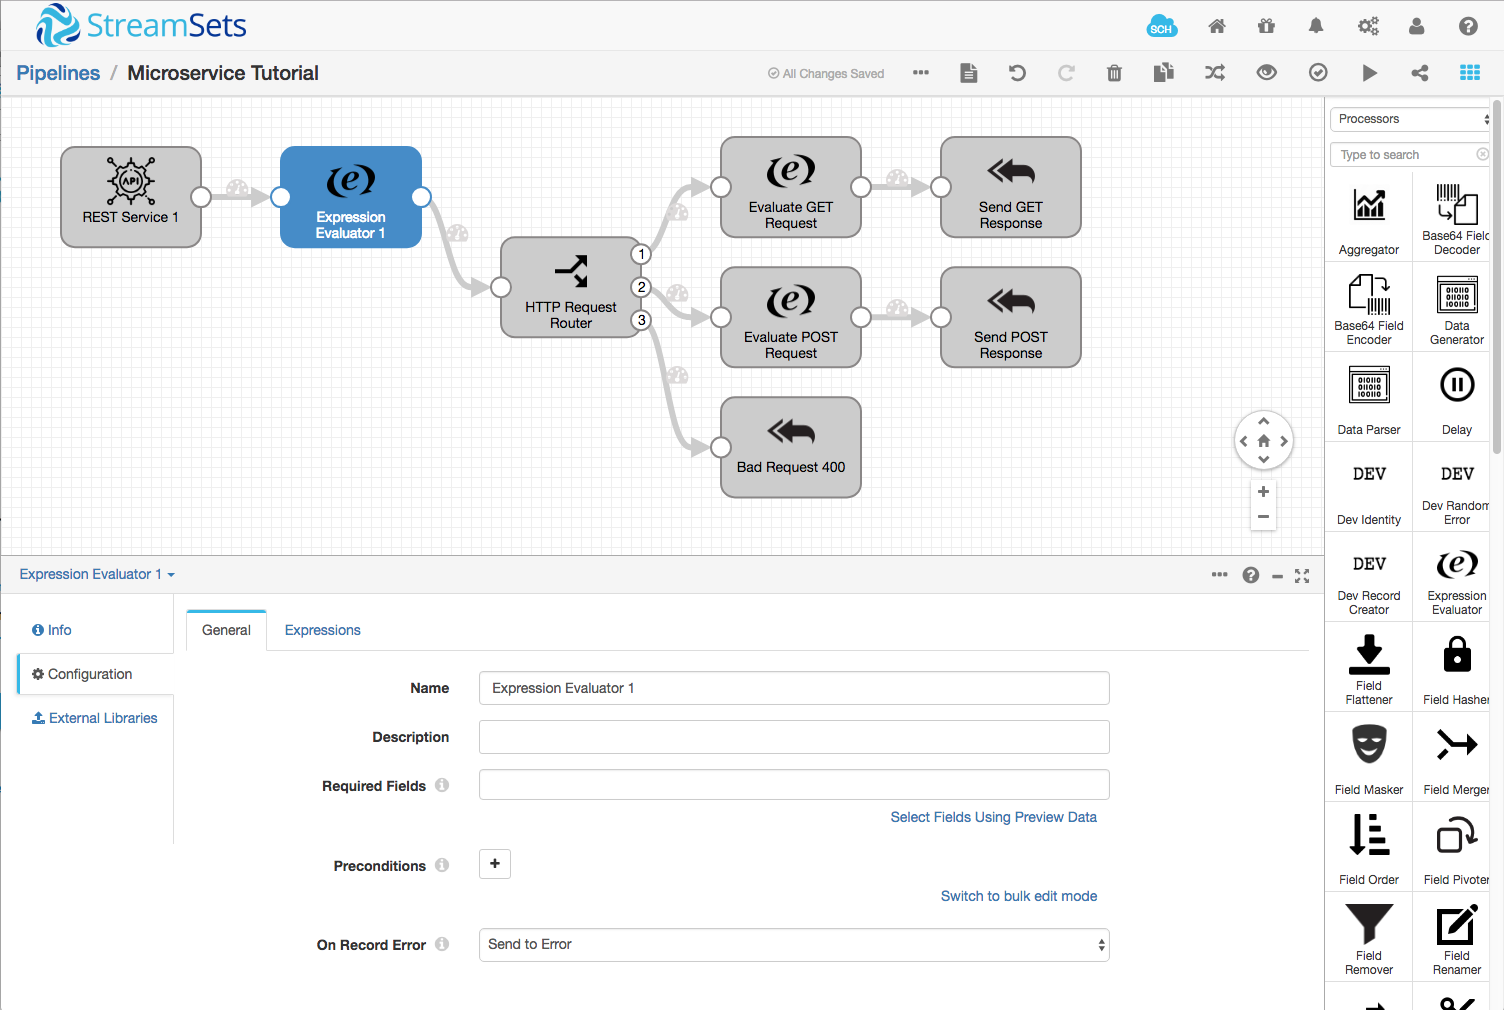 StreamSets
SCH
Pipelines / Microservice Tutorial
All Changes Saved
REST Service 1
Expression
Evaluator 1
HTTP Request
Router
1
2
3
Evaluate GET
Request
Send GET
Response
Evaluate POST
Request
Send POST
Response
Bad Request 400
Processors
Type to search
Aggregator
Base64 Field
Decoder
Base64 Field
Encoder
Data
Generator
Data Parser
Delay
DEV
Dev Identity
DEV
Dev Random
Error
DEV
Dev Record
Creator
Expression
Evaluator
Field
Flattener
Field Hasher
Field Masker
Field Merger
Field Order
Field Pivoter
Field
Remover
Field
Renamer
Expression Evaluator 1
Info
Configuration
External Libraries
General
Expressions
Name
Expression Evaluator 1
Description
Required Fields
Select Fields Using Preview Data
Preconditions
+
Switch to bulk edit mode
On Record Error
Send to Error